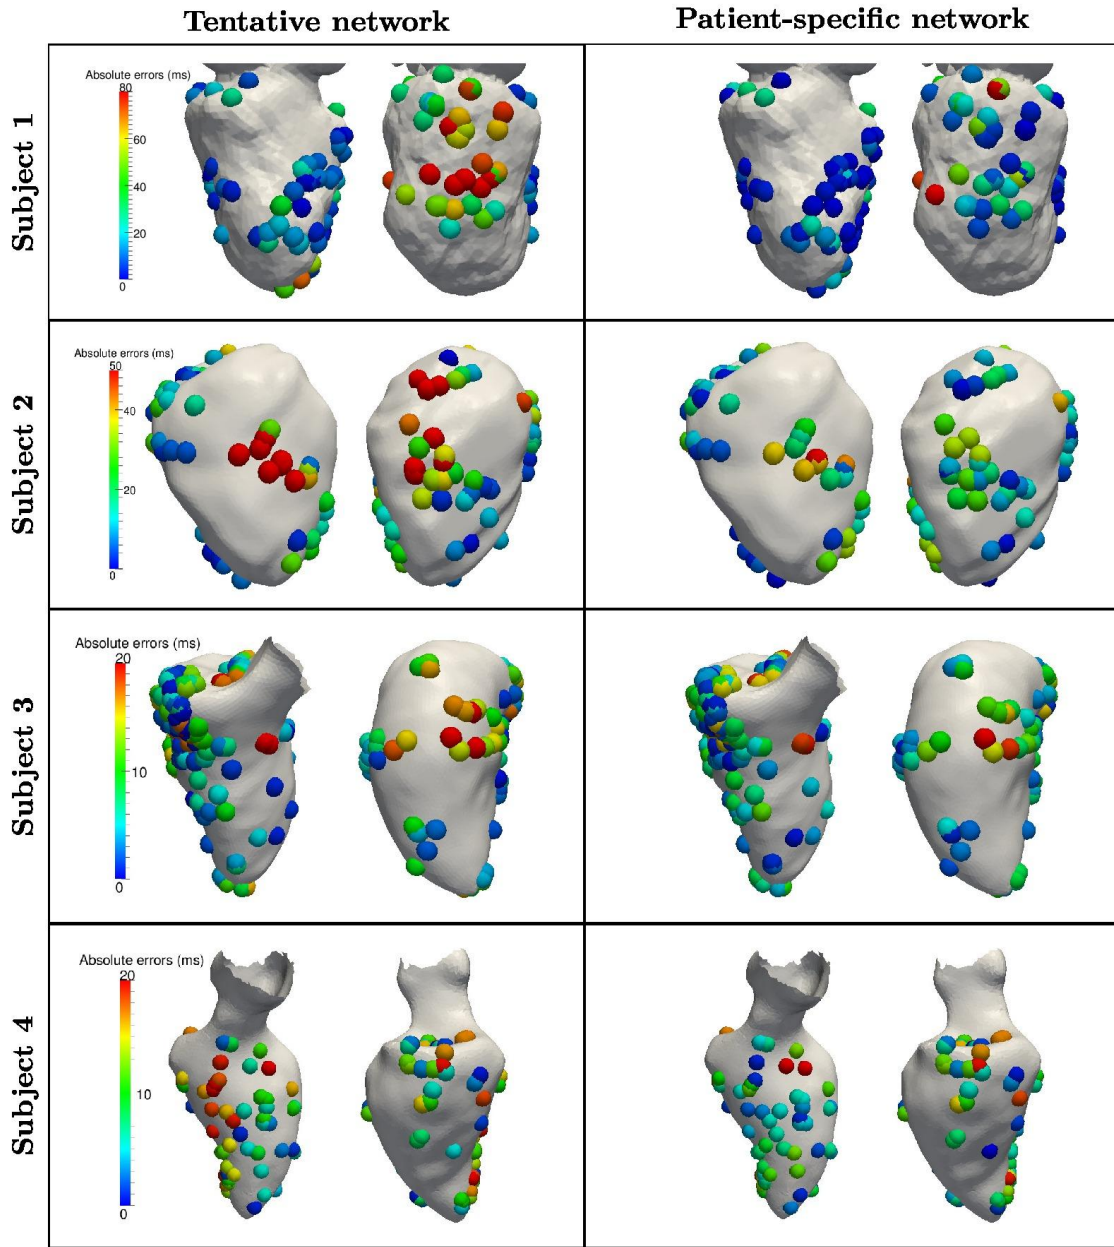 Tentative network
Patient-specific network
Subject 1
Absolute errors (ms)
80
60
40
20
0
Subject 2
Absolute errors (ms)
50
40
20
0
Subject 3
Absolute errors (ms)
20
10
0
Subject 4
Absolute errors (ms)
20
10
0